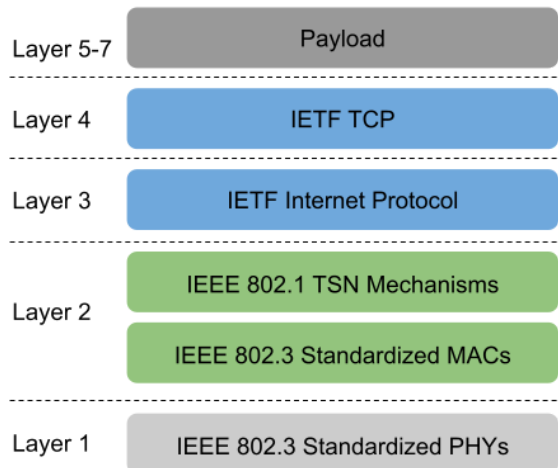 Layer 5-7
Payload
Layer 4
IETF TCP
Layer 3
IETF Internet Protocol
Layer 2
IEEE 802.1 TSN Mechanisms
IEEE 802.3 Standardized MACs
Layer 1
IEEE 802.3 Standardized PHYs